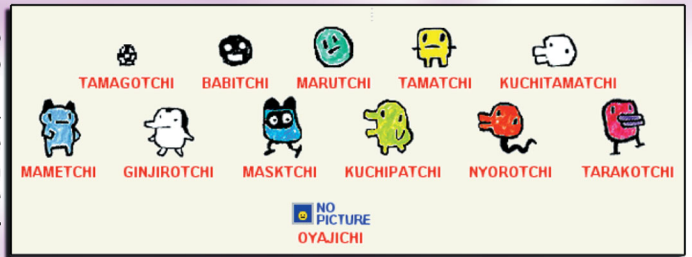 TAMAGOTCHI BABITCHI MARUTCHI TAMATCHI KUCHITAMATCHI
MAMETCHI GINJIROTCHI MASKTCHI KUCHIPATCHI NYOROTCHI TARAKOTCHI
NO
PICTURE
OYAJICHI